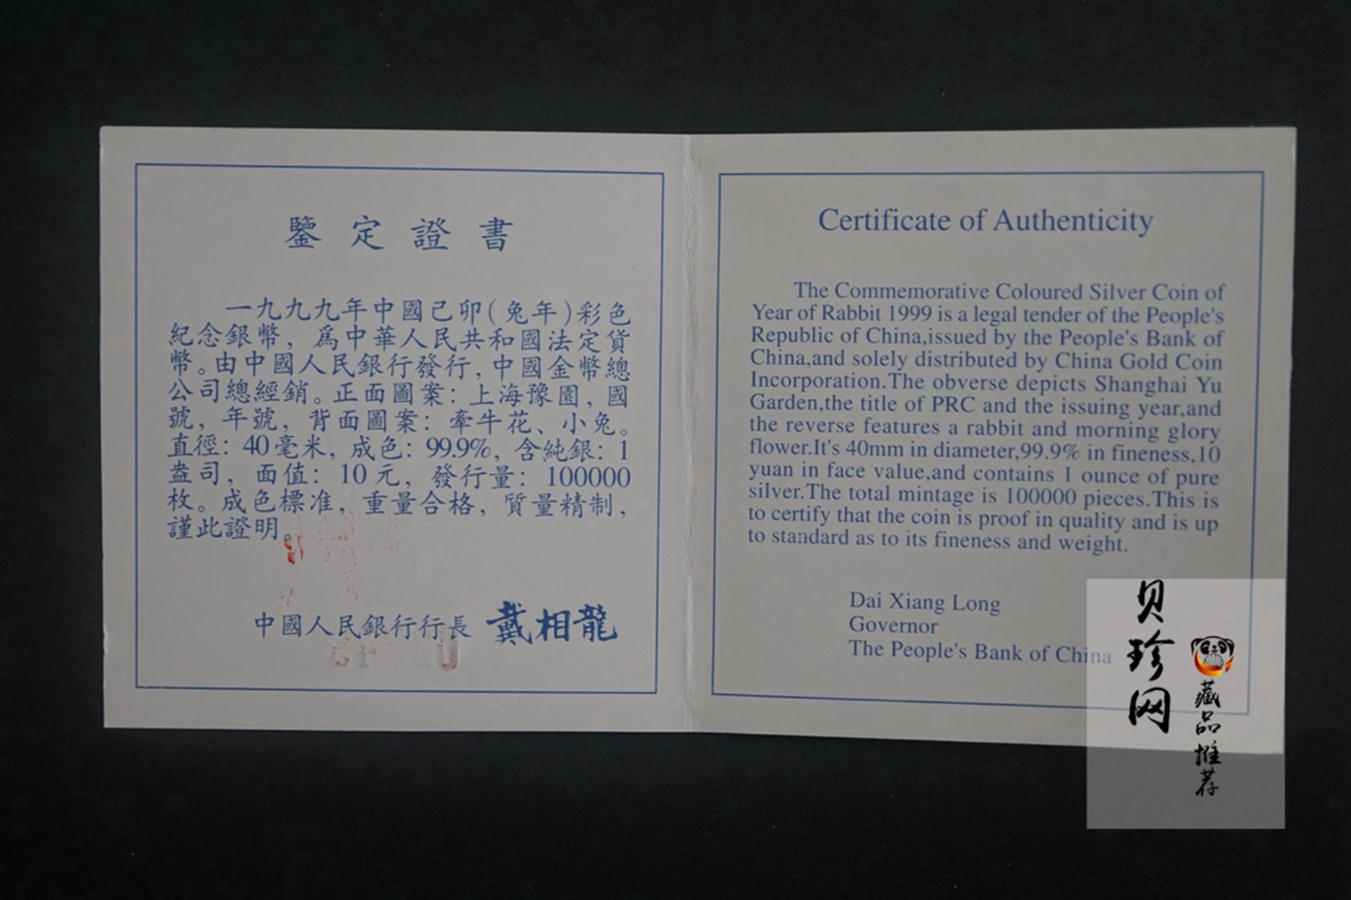 鑒定證書
一九九九年中國己卯(兔年)彩色
紀念銀幣，爲中華人民共和國法定貨
幣。由中國人民銀行發行，中國金幣總
公司總經銷。正面圖案：上海豫園，國
號，年號，背面圖案：牽牛花、小兔。
直徑：40毫米，成色：99.9%，含純銀：1
盎司，面值：10元，發行量：100000
枚。成色標准，重量合格，質量精制，
謹此證明。
中國人民銀行行長 戴相龍
Certificate of Authenticity
The Commemorative Coloured Silver Coin of
Year of Rabbit 1999 is a legal tender of the People's
Republic of China,issued by the People's Bank of
China,and solely distributed by China Gold Coin
Incorporation.The obverse depicts Shanghai Yu
Garden,the title of PRC and the issuing year,and
the reverse features a rabbit and morning glory
flower.It's 40mm in diameter,99.9% in fineness,10
yuan in face value,and contains 1 ounce of pure
silver.The total mintage is 100000 pieces.This is
to certify that the coin is proof in quality and is up
to standard as to its fineness and weight.
Dai Xiang Long
Governor
The People's Bank of China
贝珍网
藏品推荐